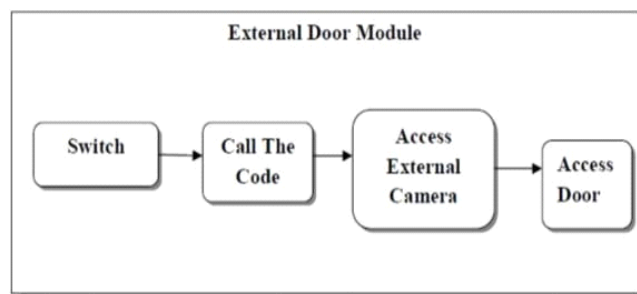 External Door Module
Switch
Call The
Code
Access
External
Camera
Access
Door